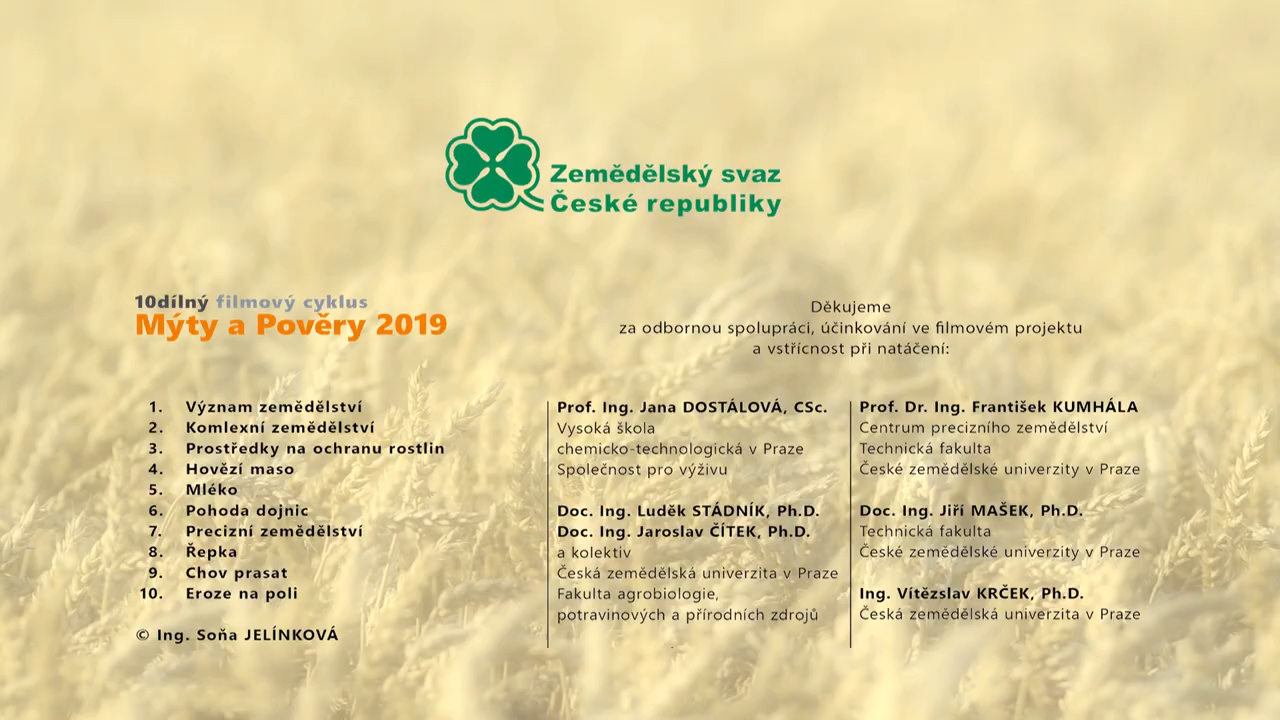 Zemědělský svaz
České republiky
10dílný filmový cyklus
Mýty a Pověry 2019
1. Význam zemědělství
2. Komlexní zemědělství
3. Prostředky na ochranu rostlin
4. Hovězí maso
5. Mléko
6. Pohoda dojnic
7. Precizní zemědělství
8. Řepka
9. Chov prasat
10. Eroze na poli
© Ing. Soňa JELÍNKOVÁ
Děkujeme
za odbornou spolupráci, účinkování ve filmovém projektu
a vstřícnost při natáčení:
Prof. Ing. Jana DOSTÁLOVÁ, CSc.
Vysoká škola
chemicko-technologická v Praze
Společnost pro výživu
Doc. Ing. Luděk STÁDNÍK, Ph.D.
Doc. Ing. Jaroslav ČÍTEK, Ph.D.
a kolektiv
Česká zemědělská univerzita v Praze
Fakulta agrobiologie,
potravinových a přírodních zdrojů
Prof. Dr. Ing. František KUMHÁLA
Centrum precizního zemědělství
Technická fakulta
České zemědělské univerzity v Praze
Doc. Ing. Jiří MAŠEK, Ph.D.
Technická fakulta
České zemědělské univerzity v Praze
Ing. Vítězslav KRČEK, Ph.D.
Česká zemědělská univerzita v Praze